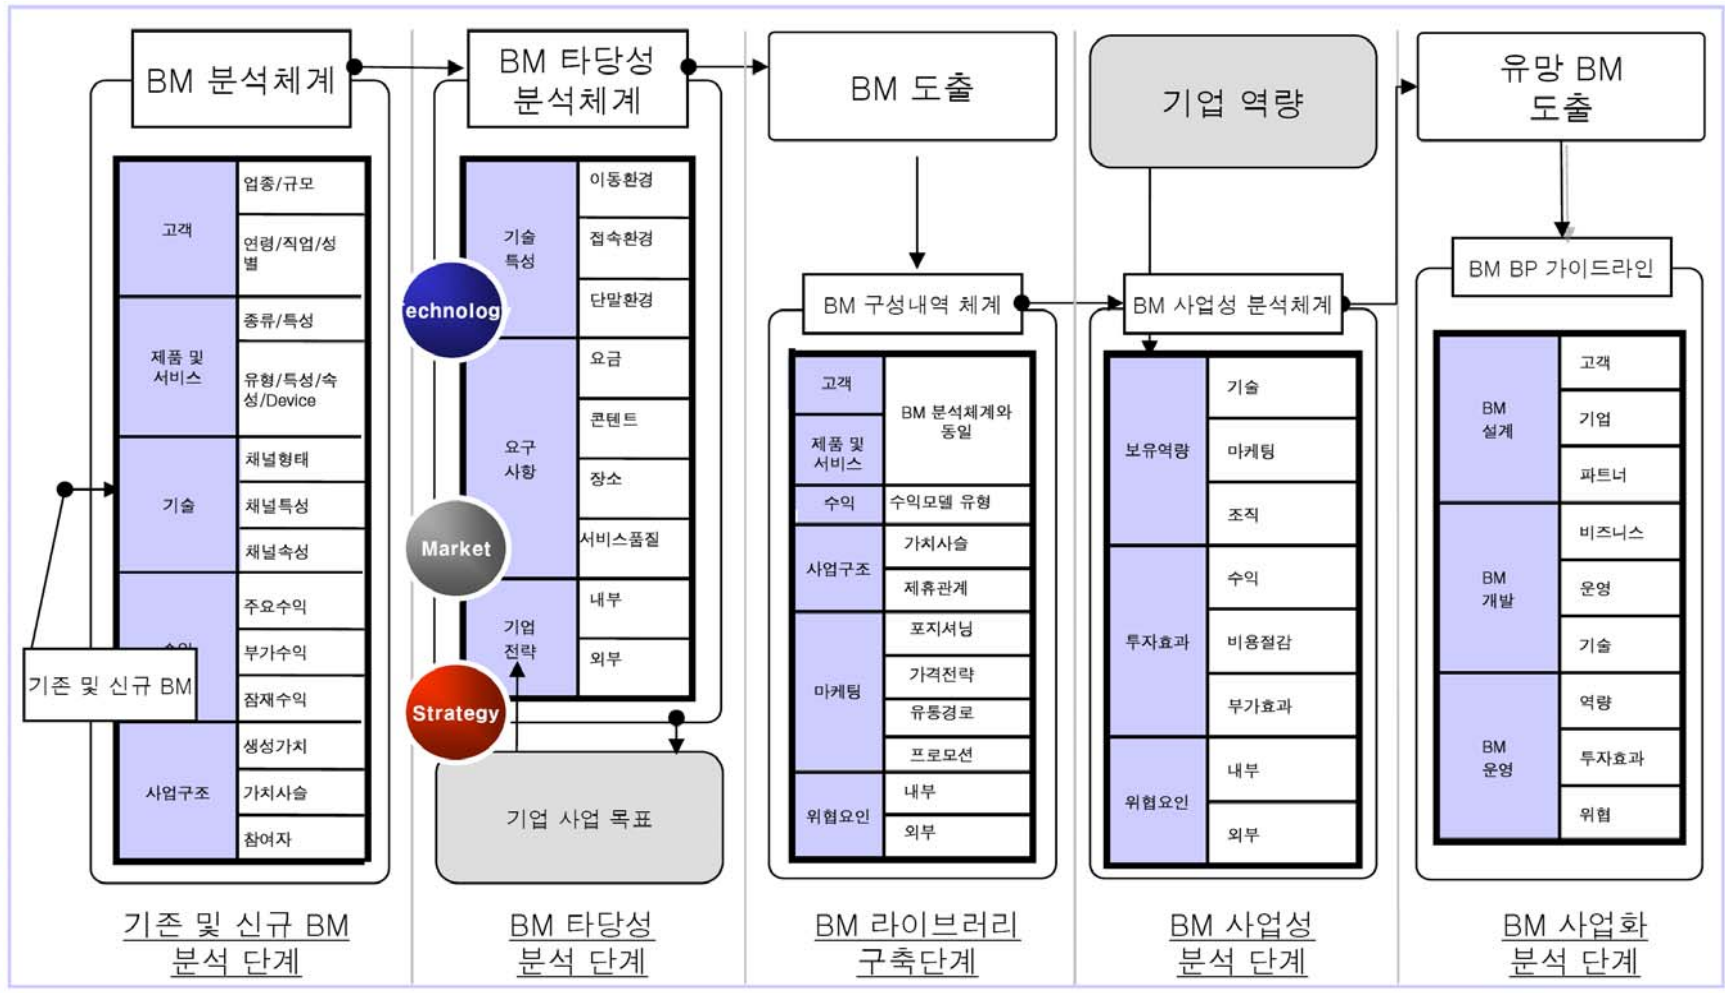 BM 분석체계
고객
업종/규모
연령/직업/성
별
제품 및
서비스
종류/특성
유형/특성/속
성/Device
기술
채널형태
채널특성
채널속성
주요수익
부가수익
잠재수익
사업구조
생성가치
가치사슬
참여자
기존 및 신규 BM
기존 및 신규 BM
분석 단계
BM 타당성
분석체계
기술
특성
이동환경
접속환경
단말환경
요구
사항
요금
콘텐트
장소
서비스품질
기업
전략
내부
외부
echnolog
Market
Strategy
기업 사업 목표
BM 타당성
분석 단계
BM 도출
BM 구성내역 체계
고객
제품 및
서비스
BM 분석체계와
동일
수익
수익모델 유형
사업구조
가치사슬
제휴관계
마케팅
포지셔닝
가격전략
유통경로
프로모션
위협요인
내부
외부
BM 라이브러리
구축단계
기업 역량
BM 사업성 분석체계
보유역량
기술
마케팅
조직
투자효과
수익
비용절감
부가효과
위협요인
내부
외부
BM 사업성
분석 단계
유망 BM
도출
BM BP 가이드라인
BM
설계
고객
기업
파트너
BM
개발
비즈니스
운영
기술
BM
운영
역량
투자효과
위협
BM 사업화
분석 단계